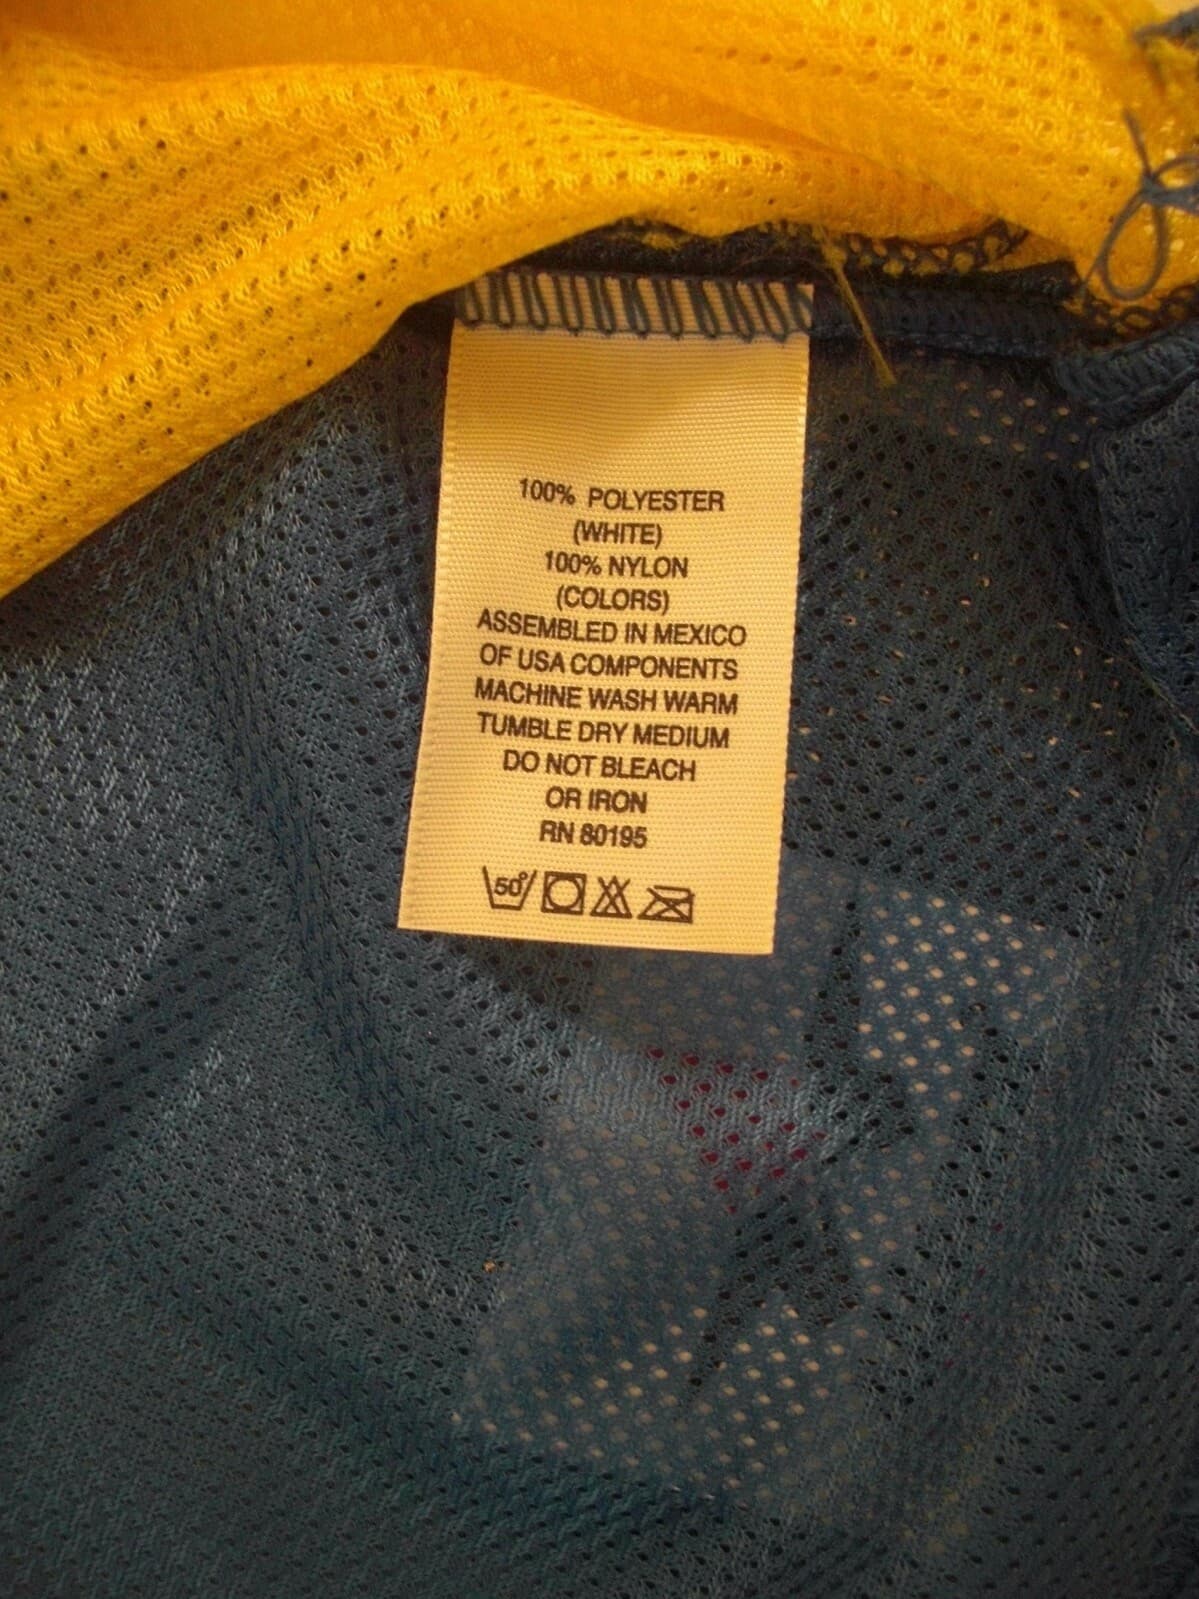 100% POLYESTER
(WHITE)
100% NYLON
(COLORS)
ASSEMBLED IN MEXICO
OF USA COMPONENTS
MACHINE WASH WARM
TUMBLE DRY MEDIUM
DO NOT BLEACH
OR IRON
RN 80195
50°